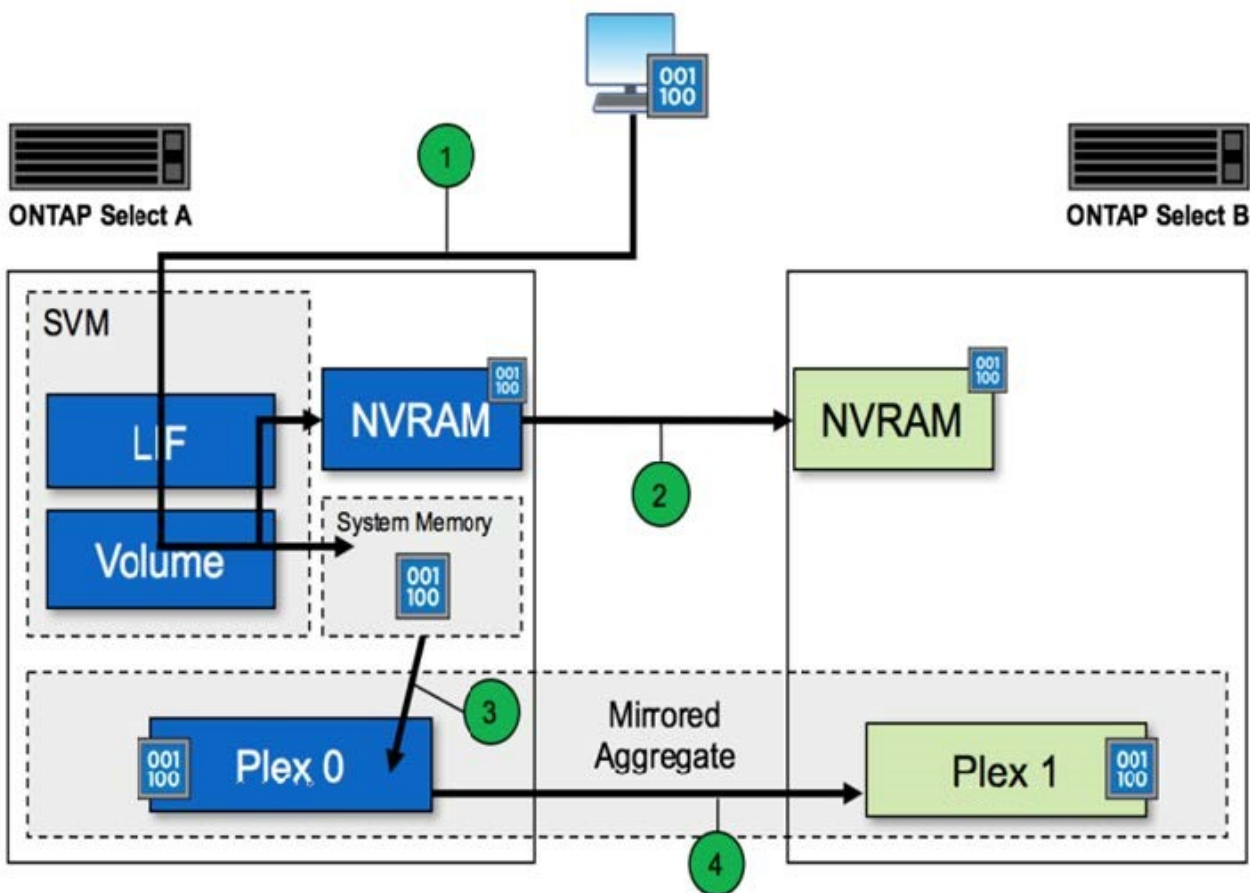 001
100
1
ONTAP Select A
ONTAP Select B
SVM
LIF
Volume
NVRAM
001
100
2
NVRAM
001
100
System Memory
001
100
3
Mirrored
Aggregate
001
100
Plex 0
Plex 1
001
100
4